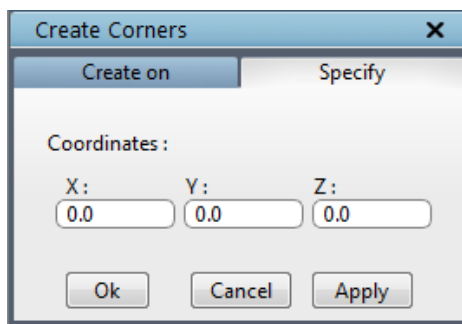 Create Corners
Create on Specify
Coordinates :
X : Y : Z :
0.0 0.0 0.0
Ok Cancel Apply